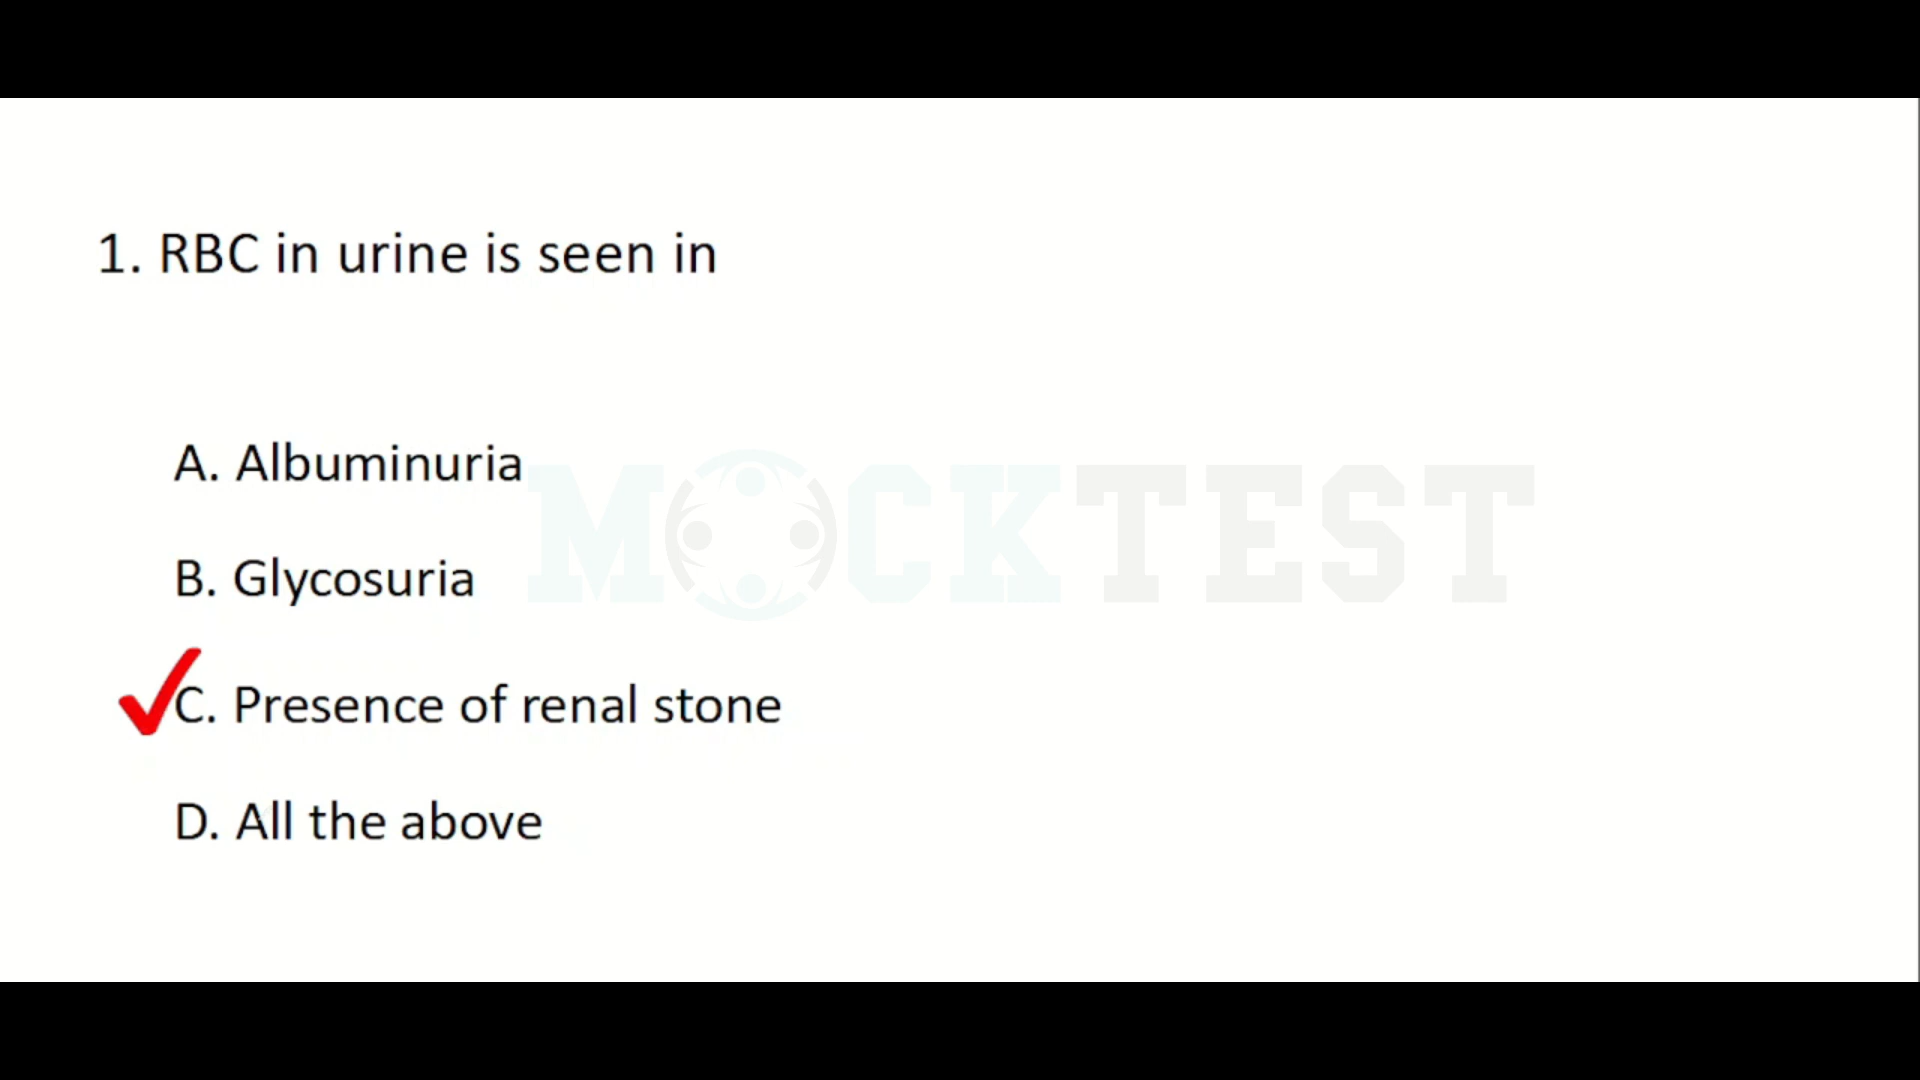 1. RBC in urine is seen in
A. Albuminuria
MOCKTEST
B. Glycosuria
C. Presence of renal stone
D. All the above